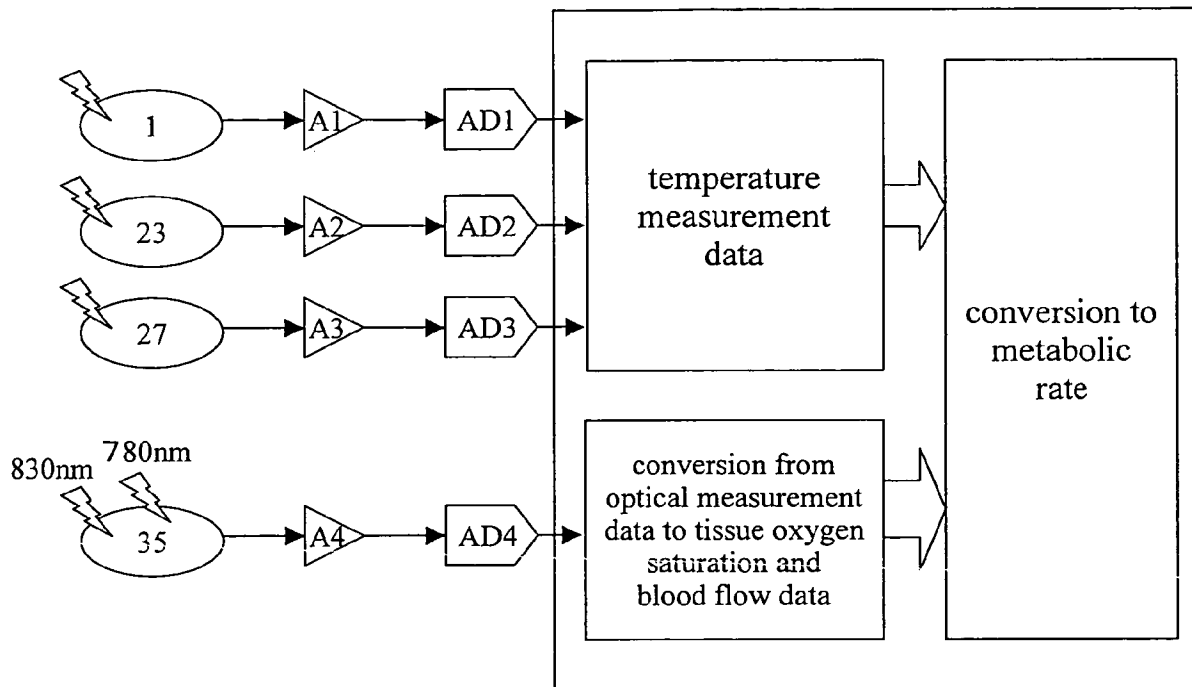 1
A1
AD1
23
A2
AD2
27
A3
AD3
temperature
measurement
data
conversion to
metabolic
rate
830nm
780nm
35
A4
AD4
conversion from
optical measurement
data to tissue oxygen
saturation and
blood flow data